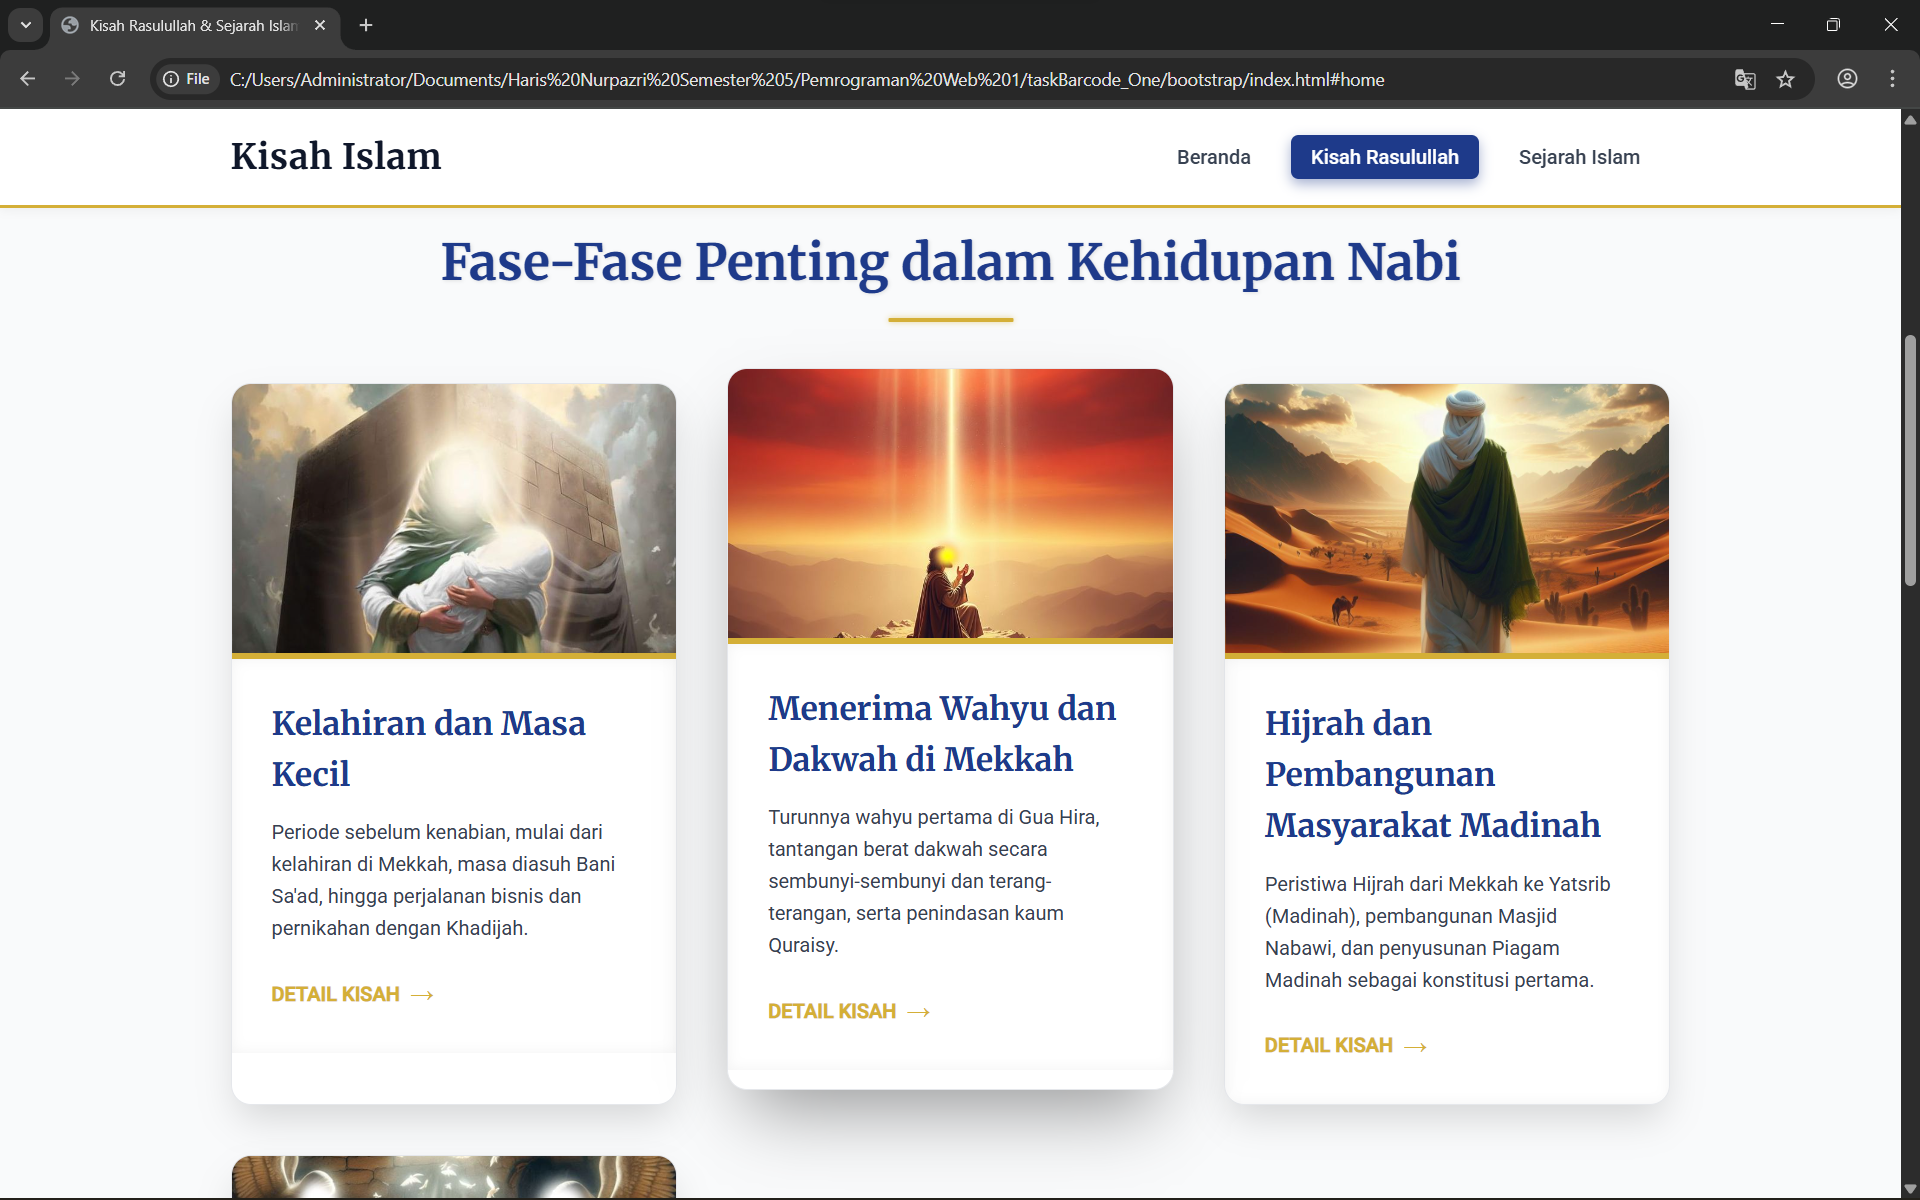 Kisah Rasulullah & Sejarah Islam
File
C:/Users/Administrator/Documents/Haris%20Nurpazri%20Semester%205/Pemrograman%20Web%201/taskBarcode_One/bootstrap/index.html#home
Kisah Islam
Beranda
Kisah Rasulullah
Sejarah Islam
Fase-Fase Penting dalam Kehidupan Nabi
Kelahiran dan Masa
Kecil
Periode sebelum kenabian, mulai dari
kelahiran di Mekkah, masa diasuh Bani
Sa'ad, hingga perjalanan bisnis dan
pernikahan dengan Khadijah.
DETAIL KISAH →
Menerima Wahyu dan
Dakwah di Mekkah
Turunnya wahyu pertama di Gua Hira,
tantangan berat dakwah secara
sembunyi-sembunyi dan terang-
terangan, serta penindasan kaum
Quraisy.
DETAIL KISAH →
Hijrah dan
Pembangunan
Masyarakat Madinah
Peristiwa Hijrah dari Mekkah ke Yatsrib
(Madinah), pembangunan Masjid
Nabawi, dan penyusunan Piagam
Madinah sebagai konstitusi pertama.
DETAIL KISAH →